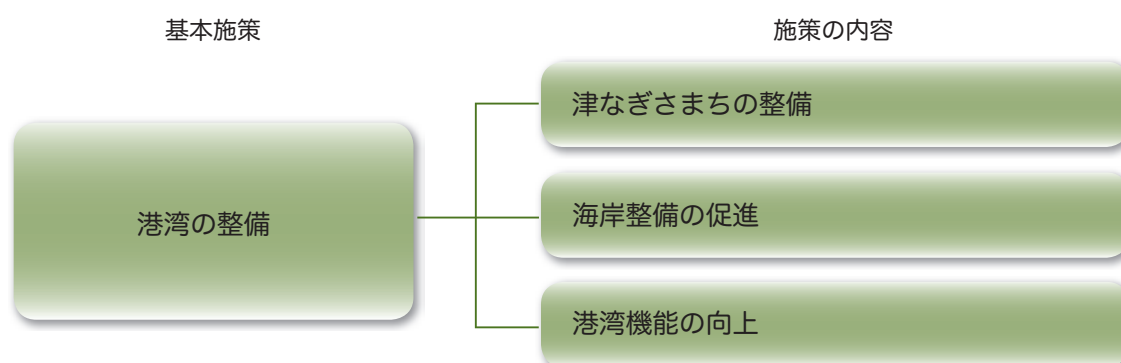 基本施策
施策の内容
港湾の整備
津なぎさまちの整備
海岸整備の促進
港湾機能の向上